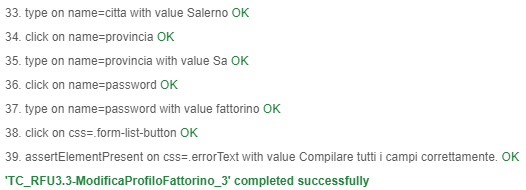 33. type on name=citta with value Salerno OK
34. click on name=provincia OK
35. type on name=provincia with value Sa OK
36. click on name=password OK
37. type on name=password with value fattorino OK
38. click on css=.form-list-button OK
39. assertElementPresent on css=.errorText with value Compilare tutti i campi correttamente. OK
'TC_RFU3.3-ModificaProfiloFattorino_3' completed successfully